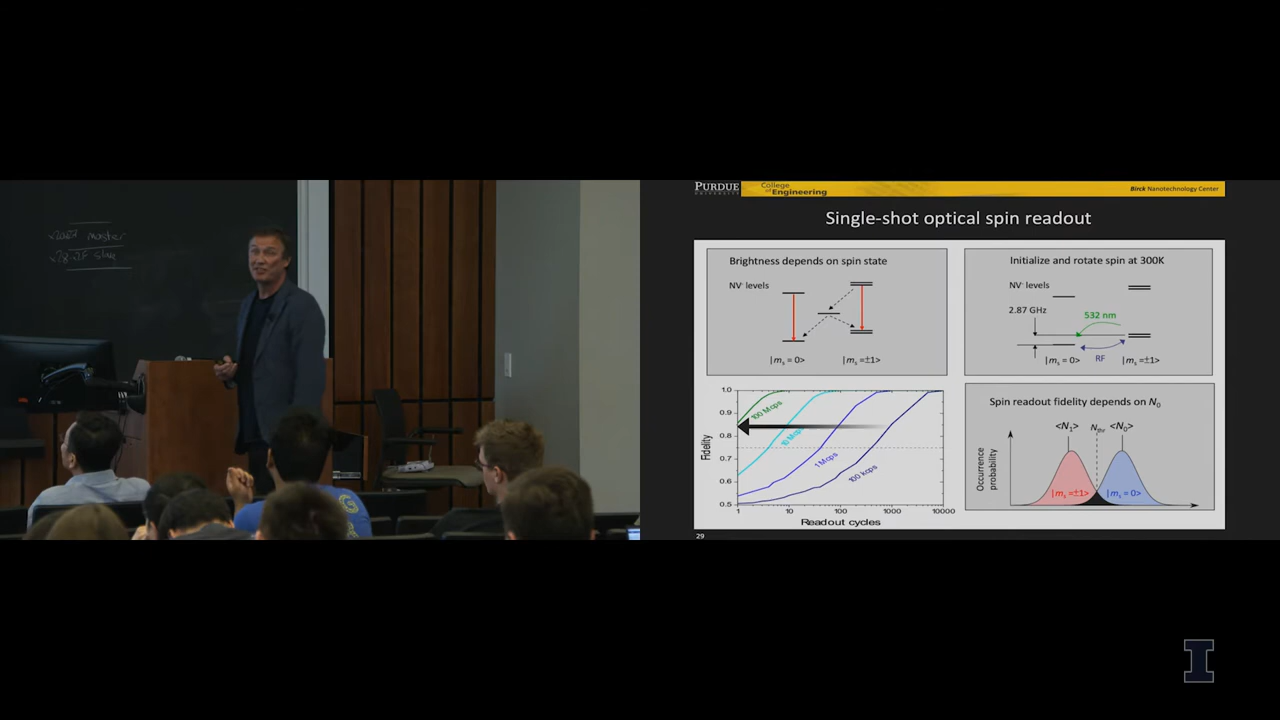 master
PURDUE
UNIVERSITY
College
of Engineering
Birck Nanotechnology Center
Single-shot optical spin readout
Brightness depends on spin state
NV⁻ levels
|mₛ = 0>
|mₛ=±1>
Initialize and rotate spin at 300K
NV⁻ levels
2.87 GHz
532 nm
RF
|mₛ = 0>
|mₛ=±1>
Fidelity
1.0
0.9
0.8
0.7
0.6
0.5
100 Mcps
10 Mcps
1 Mcps
100 kcps
1
10
100
1000
10000
Readout cycles
Spin readout fidelity depends on N₀
Occurrence
probability
<N₁>
Nₜₕᵣ
<N₀>
|mₛ =±1>
|mₛ = 0>
29
I